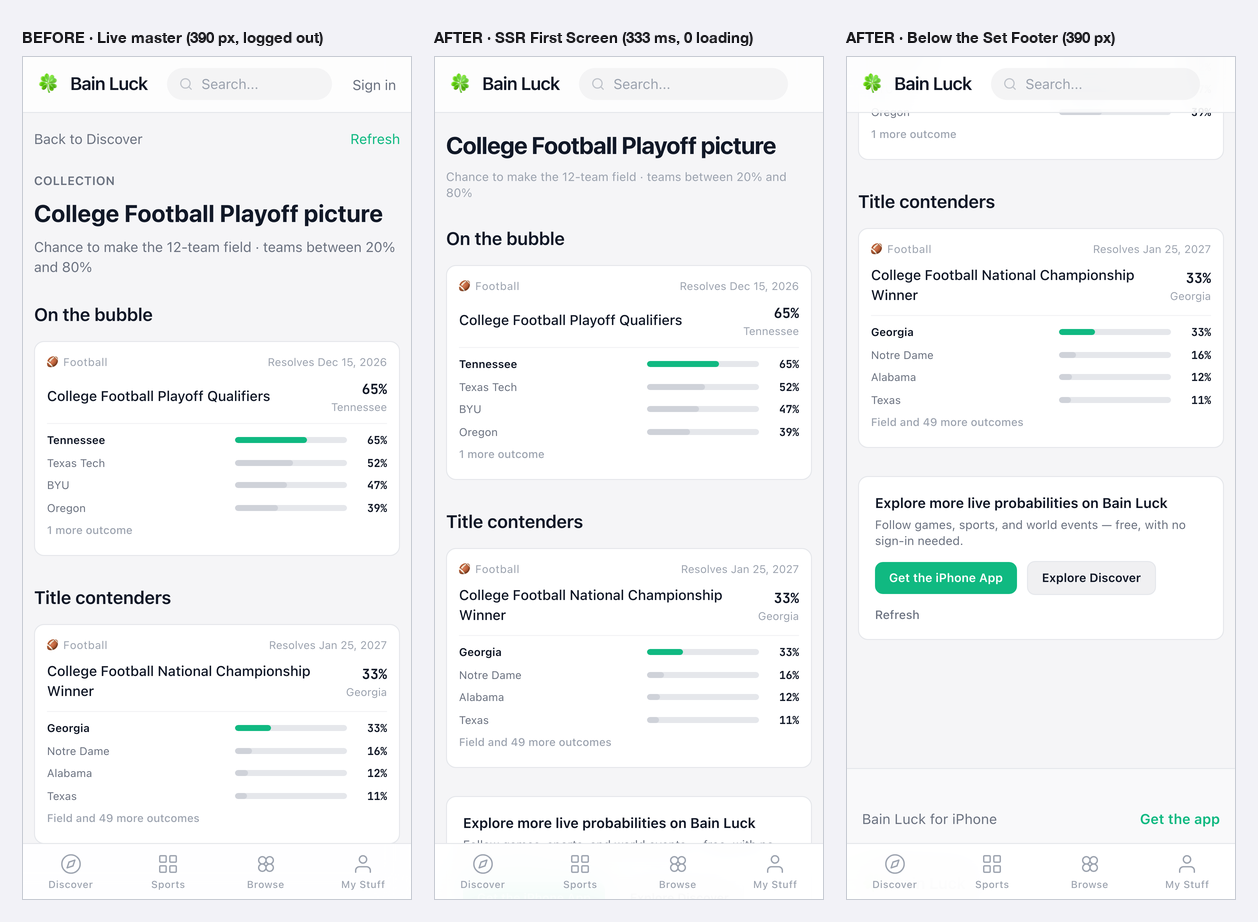 BEFORE · Live master (390 px, logged out)
Bain Luck
Search...
Sign in
Back to Discover
Refresh
COLLECTION
College Football Playoff picture
Chance to make the 12-team field · teams between 20%
and 80%
On the bubble
Football
Resolves Dec 15, 2026
College Football Playoff Qualifiers
65%
Tennessee
Tennessee 65%
Texas Tech 52%
BYU 47%
Oregon 39%
1 more outcome
Title contenders
Football
Resolves Jan 25, 2027
College Football National Championship
Winner
33%
Georgia
Georgia 33%
Notre Dame 16%
Alabama 12%
Texas 11%
Field and 49 more outcomes
Discover
Sports
Browse
My Stuff
AFTER · SSR First Screen (333 ms, 0 loading)
Bain Luck
Search...
College Football Playoff picture
Chance to make the 12-team field · teams between 20% and
80%
On the bubble
Football
Resolves Dec 15, 2026
College Football Playoff Qualifiers
65%
Tennessee
Tennessee 65%
Texas Tech 52%
BYU 47%
Oregon 39%
1 more outcome
Title contenders
Football
Resolves Jan 25, 2027
College Football National Championship
Winner
33%
Georgia
Georgia 33%
Notre Dame 16%
Alabama 12%
Texas 11%
Field and 49 more outcomes
Explore more live probabilities on Bain Luck
Discover
Sports
Browse
My Stuff
AFTER · Below the Set Footer (390 px)
Bain Luck
Search...
Oregon 39%
1 more outcome
Title contenders
Football
Resolves Jan 25, 2027
College Football National Championship
Winner
33%
Georgia
Georgia 33%
Notre Dame 16%
Alabama 12%
Texas 11%
Field and 49 more outcomes
Explore more live probabilities on Bain Luck
Follow games, sports, and world events — free, with no
sign-in needed.
Get the iPhone App
Explore Discover
Refresh
Bain Luck for iPhone
Get the app
Discover
Sports
Browse
My Stuff